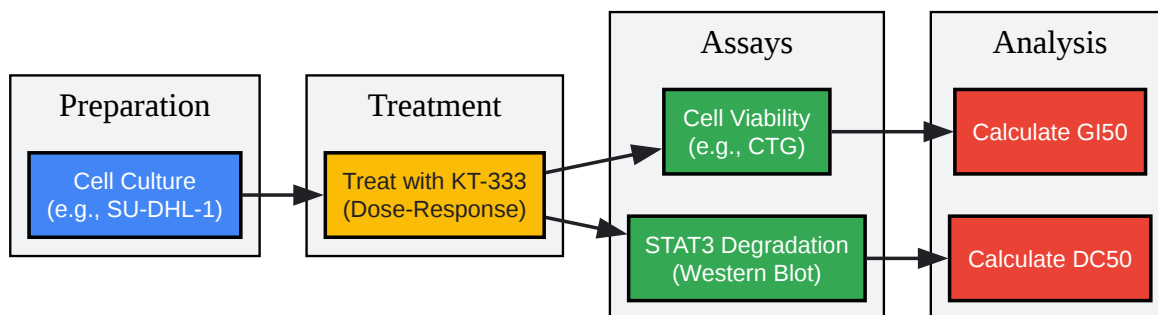 Preparation
Cell Culture
(e.g., SU-DHL-1)
Treatment
Treat with KT-333
(Dose-Response)
Assays
Cell Viability
(e.g., CTG)
STAT3 Degradation
(Western Blot)
Analysis
Calculate GI50
Calculate DC50